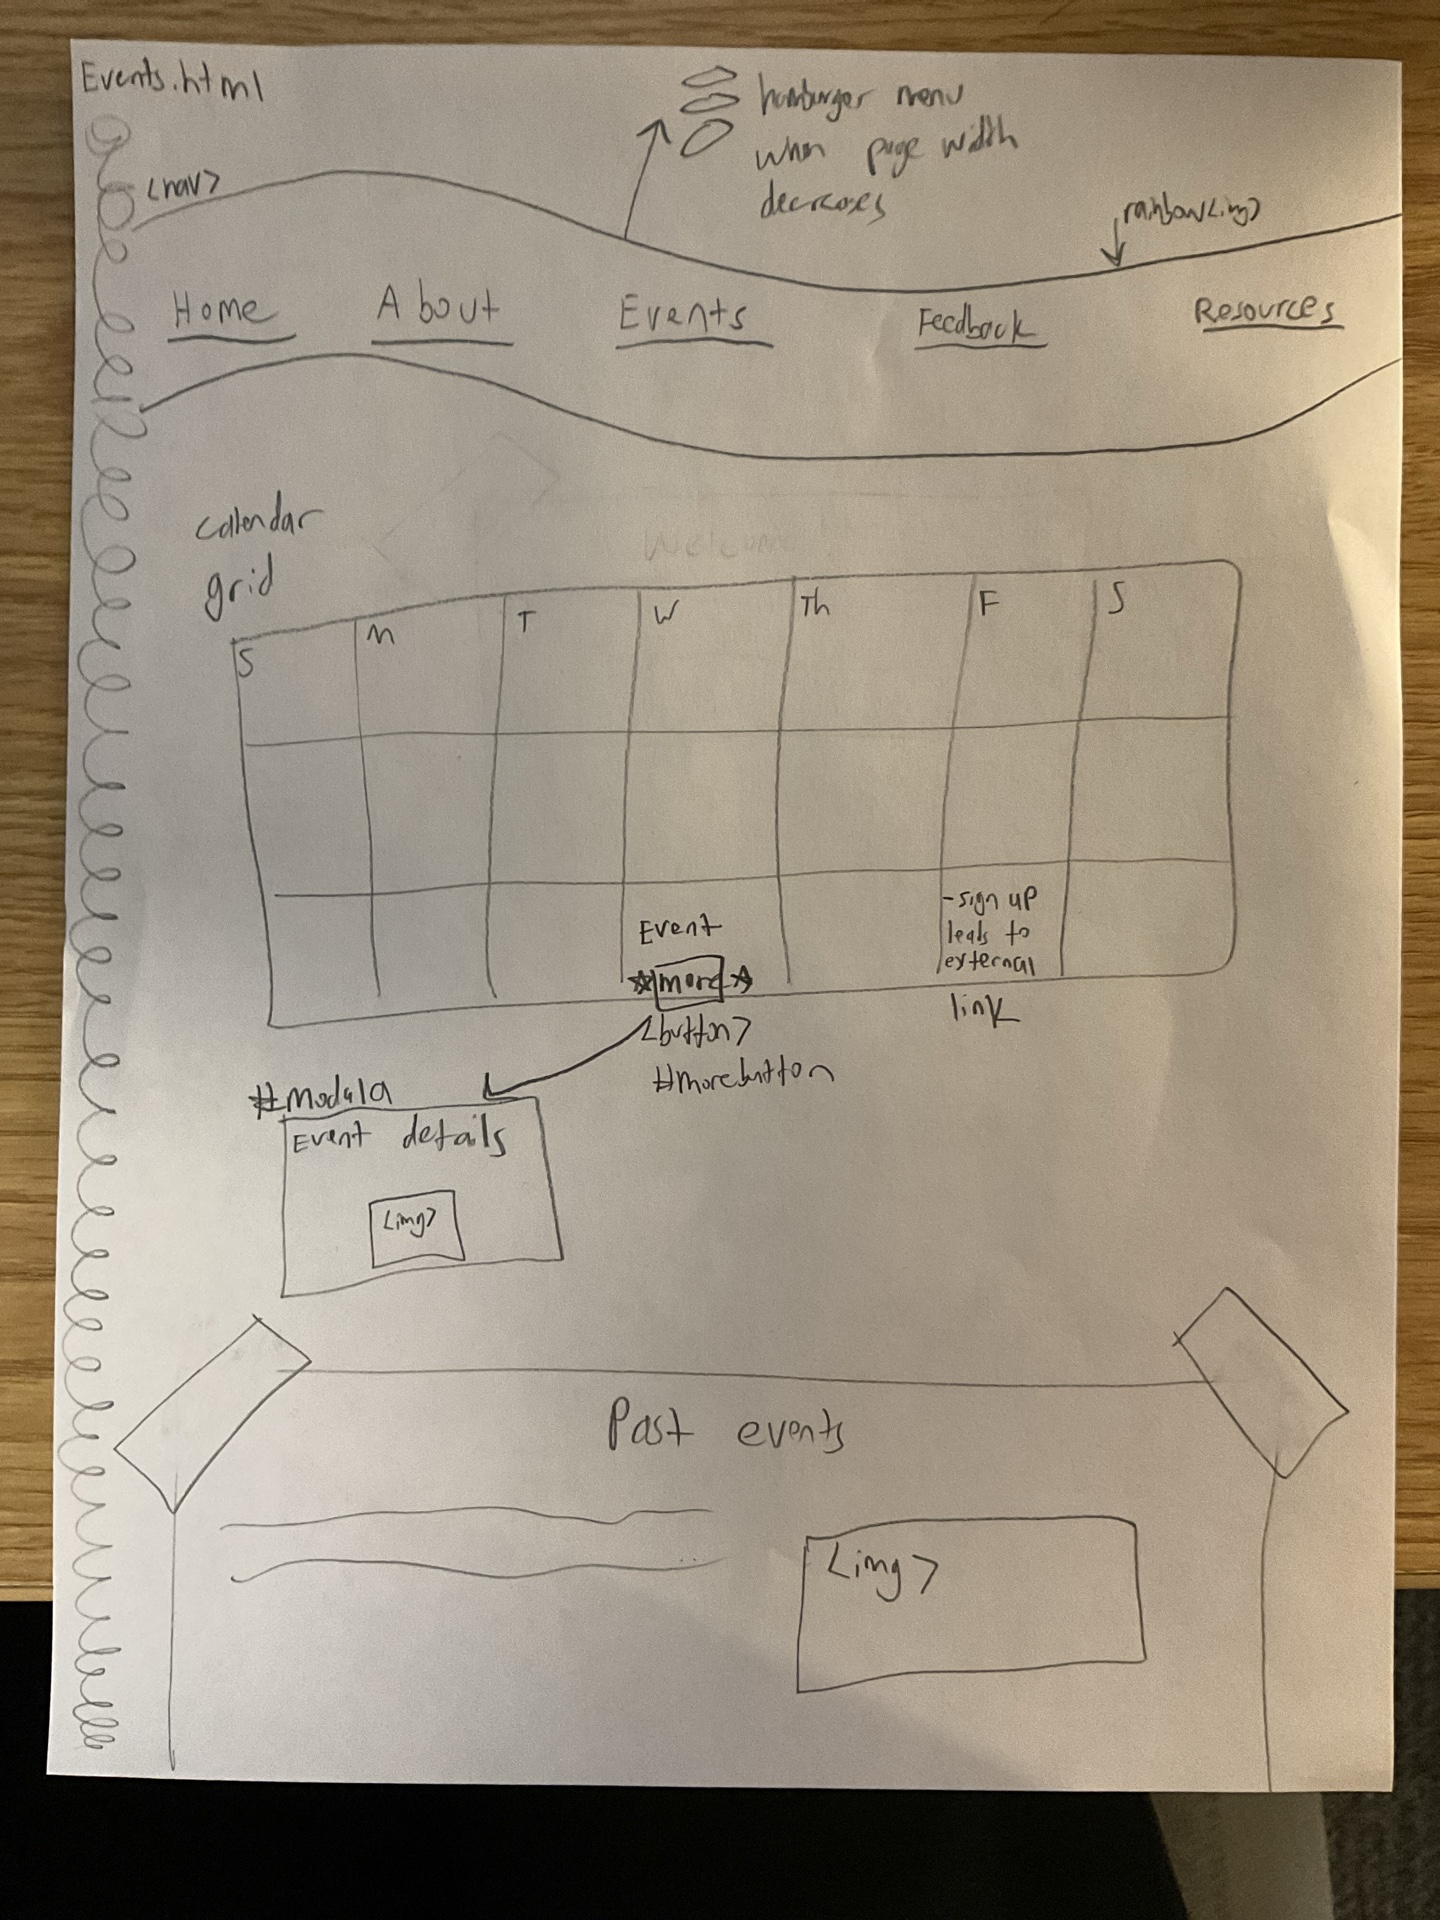 Events.html
hamburger menu
when page width
decreases
<nav>
rainbow<img>
Home About Events Feedback Resources
calendar
grid
Welcome
S M T W Th F S
Event
more
<button>
#morebutton
-sign up
leads to
external
link
#modala
Event details
<img>
Past events
<img>